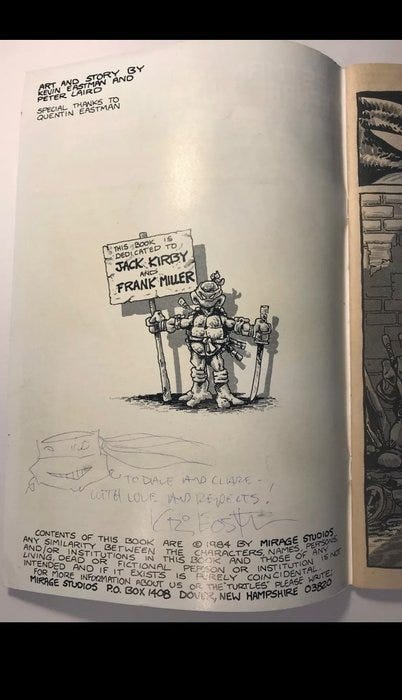 ART AND STORY BY
KEVIN EASTMAN AND
PETER LAIRD
SPECIAL THANKS TO
QUENTIN EASTMAN
THIS BOOK IS
DEDICATED TO
JACK KIRBY
AND
FRANK MILLER
TO DALE AND CLAIRE -
WITH LOVE AND RESPECTS!
CONTENTS OF THIS BOOK ARE © 1984 BY MIRAGE STUDIOS.
ANY SIMILARITY BETWEEN THE CHARACTERS, NAMES, PERSONS,
AND/OR INSTITUTIONS IN THIS BOOK AND THOSE OF ANY
LIVING, DEAD OR FICTIONAL PERSON OR INSTITUTION IS NOT
INTENDED AND IF IT EXISTS IS PURELY COINCIDENTAL.
FOR MORE INFORMATION ABOUT US OR THE "TURTLES" PLEASE WRITE:
MIRAGE STUDIOS P.O. BOX 1408 DOVER, NEW HAMPSHIRE 03820